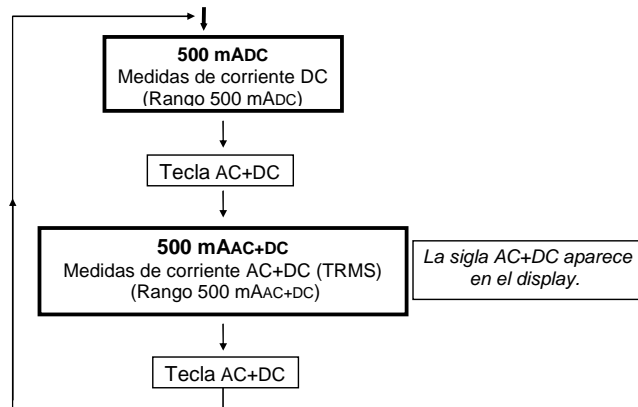 500 mADC
Medidas de corriente DC
(Rango 500 mADC)
Tecla AC+DC
500 mAAC+DC
Medidas de corriente AC+DC (TRMS)
(Rango 500 mAAC+DC)
La sigla AC+DC aparece
en el display.
Tecla AC+DC